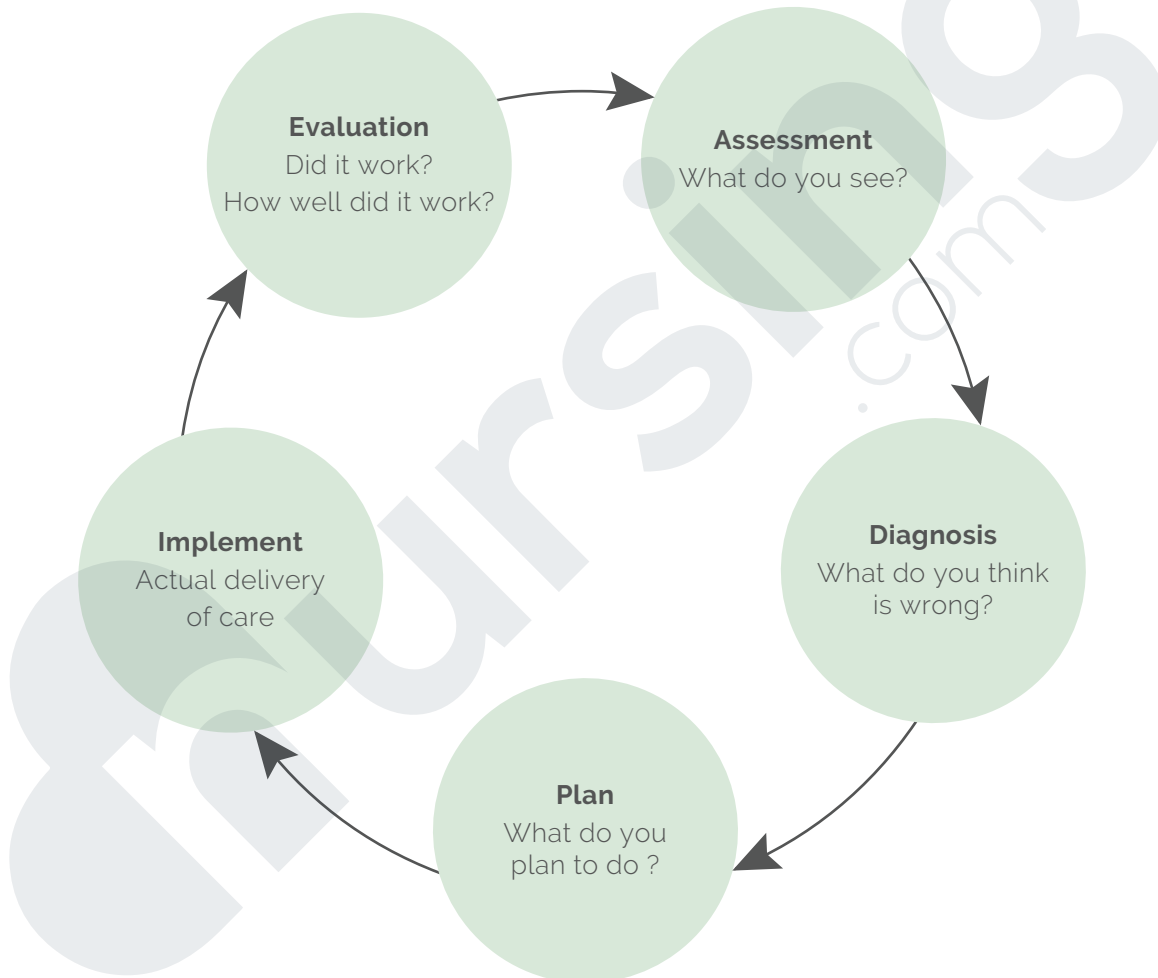 Evaluation
Did it work?
How well did it work?
Assessment
What do you see?
Diagnosis
What do you think
is wrong?
Plan
What do you
plan to do ?
Implement
Actual delivery
of care
nursing
.com